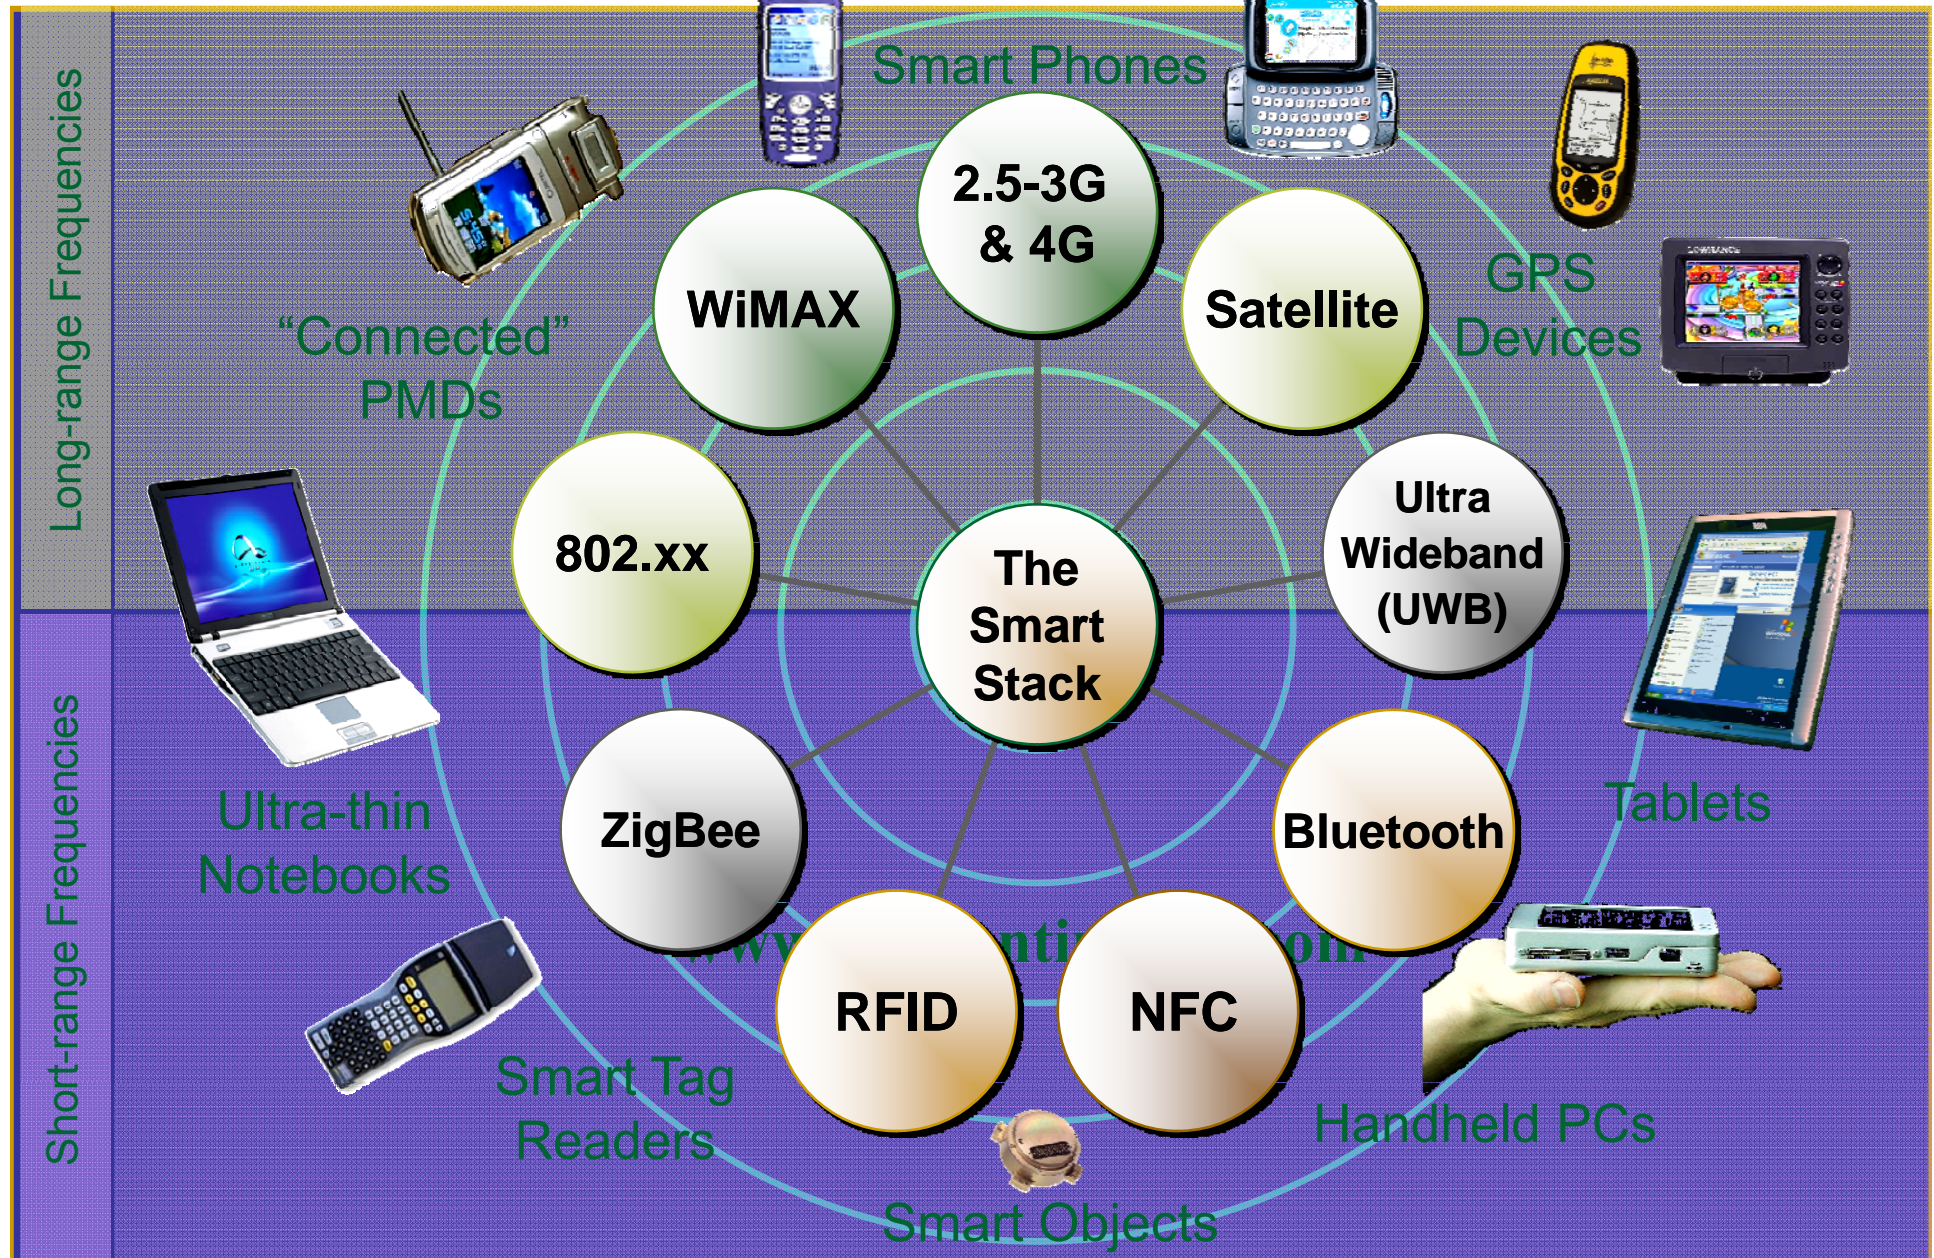 Long-range Frequencies
Short-range Frequencies
Smart Phones
2.5-3G
& 4G
WiMAX
Satellite
GPS
Devices
LOWRANCE
“Connected”
PMDs
802.xx
Ultra
Wideband
(UWB)
The
Smart
Stack
Ultra-thin
Notebooks
Tablets
ZigBee
Bluetooth
RFID
NFC
Smart Tag
Readers
Handheld PCs
Smart Objects